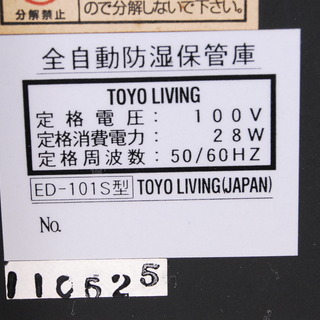 ので分解しないで下さい。
分解禁止
全自動防湿保管庫
TOYO LIVING
定格電圧: 100V
定格消費電力: 28W
定格周波数: 50/60HZ
ED-101S型 TOYO LIVING(JAPAN)
No.
110625